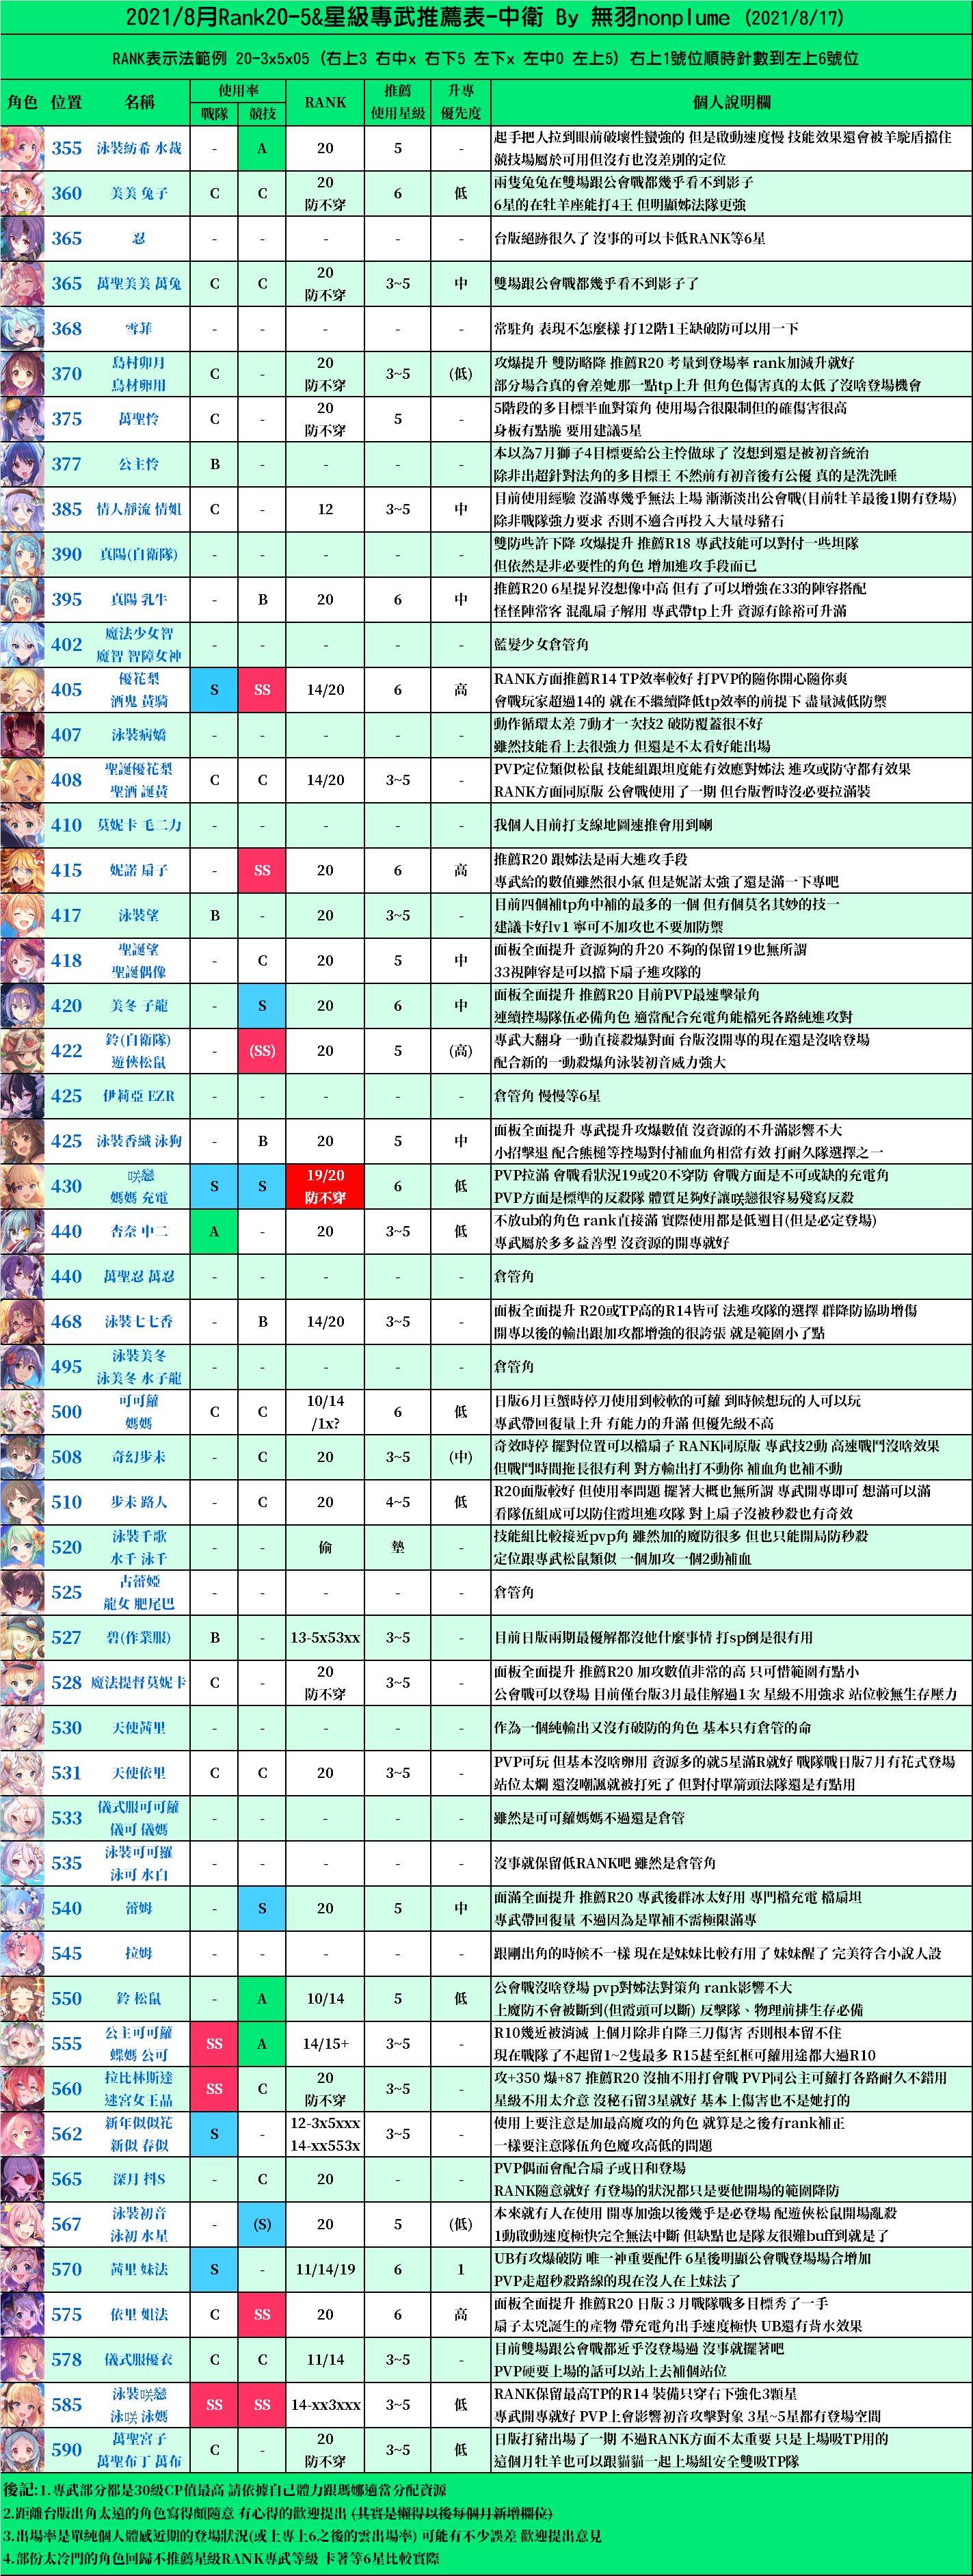 2021/8月Rank20-5&星級專武推薦表-中衛 By 無羽nonplume (2021/8/17)
RANK表示法範例 20-3x5x05 (右上3 右中x 右下5 左下x 左中0 左上5) 右上1號位順時針數到左上6號位
角色 位置 名稱 使用率 戰隊 競技 RANK 推薦 使用星級 升專 優先度 個人說明欄
355 泳裝紡希 水裁 - A 20 5 - 起手把人拉到眼前破壞性蠻強的 但是啟動速度慢 技能效果還會被羊駝盾擋住
競技場屬於可用但沒有也沒差別的定位
360 美美 兔子 C C 20 防不穿 6 低 兩隻兔兔在雙場跟公會戰都幾乎看不到影子
6星的在牡羊座能打4王 但明顯姊法隊更強
365 忍 - - - - - 台版絕跡很久了 沒事的可以卡低RANK等6星
365 萬聖美美 萬兔 C C 20 防不穿 3~5 中 雙場跟公會戰都幾乎看不到影子了
368 雪菲 - - - - - 常駐角 表現不怎麼樣 打12階1王缺破防可以用一下
370 島村卯月 島村卵用 C - 20 防不穿 3~5 (低) 攻爆提升 雙防略降 推薦R20 考量到登場率 rank加減升就好
部分場合真的會差她那一點tp上升 但角色傷害真的太低了沒啥登場機會
375 萬聖怜 C - 20 防不穿 5 - 5階段的多目標半血對策角 使用場合很限制但的確傷害很高
身板有點脆 要用建議5星
377 公主怜 B - - - - 本以為7月獅子4目標要給公主怜做球了 沒想到還是被初音統治
除非出超針對法角的多目標王 不然前有初音後有公優 真的是洗洗睡
385 情人靜流 情姐 C - 12 3~5 中 目前使用經驗 沒滿專幾乎無法上場 漸漸淡出公會戰(目前牡羊最後1期有登場)
除非戰隊強力要求 否則不適合再投入大量母豬石
390 真陽(自衛隊) - - - - - 雙防些許下降 攻爆提升 推薦R18 專武技能可以對付一些坦隊
但依然是非必要性的角色 增加進攻手段而已
395 真陽 乳牛 - B 20 6 中 推薦R20 6星提昇沒想像中高 但有了可以增強在33的陣容搭配
怪怪陣常客 混亂扇子解用 專武帶tp上升 資源有餘裕可升滿
402 魔法少女智 魔智 智障女神 - - - - - 藍髮少女倉管角
405 優花梨 酒鬼 黃騎 S SS 14/20 6 高 RANK方面推薦R14 TP效率較好 打PVP的隨你開心隨你爽
會戰玩家超過14的 就在不繼續降低tp效率的前提下 盡量減低防禦
407 泳裝病嬌 - - - - - 動作循環太差 7動才一次技2 破防覆蓋很不好
雖然技能看上去很強力 但還是不太看好能出場
408 聖誕優花梨 聖酒 誕黃 C C 14/20 3~5 - PVP定位類似松鼠 技能組跟坦度能有效應對姊法 進攻或防守都有效果
RANK方面同原版 公會戰使用了一期 但台版暫時沒必要拉滿裝
410 莫妮卡 毛二力 - - - - - 我個人目前打支線地圖速推會用到喇
415 妮諾 扇子 - SS 20 6 高 推薦R20 跟姊法是兩大進攻手段
專武給的數值雖然很小氣 但是妮諾太強了還是滿一下專吧
417 泳裝望 B - 20 3~5 - 目前四個補tp角中補的最多的一個 但有個莫名其妙的技一
建議卡好lv1 寧可不加攻也不要加防禦
418 聖誕望 聖誕偶像 - C 20 5 中 面板全面提升 資源夠的升20 不夠的保留19也無所謂
33視陣容是可以擋下扇子進攻隊的
420 美冬 子龍 - S 20 6 中 面板全面提升 推薦R20 目前PVP最速擊暈角
連續控場隊伍必備角色 適當配合充電角能檔死各路純進攻對
422 鈴(自衛隊) 遊俠松鼠 - (SS) 20 5 (高) 專武大翻身 一動直接殺爆對面 台版沒開專的現在還是沒啥登場
配合新的一動殺爆角泳裝初音威力強大
425 伊莉亞 EZR - - - - - 倉管角 慢慢等6星
425 泳裝香織 泳狗 - B 20 5 中 面板全面提升 專武提升攻爆數值 沒資源的不升滿影響不大
小招擊退 配合熊槌等控場對付補血角相當有效 打耐久隊選擇之一
430 咲戀 媽媽 充電 S S 19/20 防不穿 6 低 PVP拉滿 會戰看狀況19或20不穿防 會戰方面是不可或缺的充電角
PVP方面是標準的反殺隊 體質足夠好讓咲戀很容易殘寫反殺
440 杏奈 中二 A - 20 3~5 低 不放ub的角色 rank直接滿 實際使用都是低週目(但是必定登場)
專武屬於多多益善型 沒資源的開專就好
440 萬聖忍 萬忍 - - - - - 倉管角
468 泳裝七七香 - B 14/20 3~5 - 面板全面提升 R20或TP高的R14皆可 法進攻隊的選擇 群降防協助增傷
開專以後的輸出跟加攻都增強的很誇張 就是範圍小了點
495 泳裝美冬 泳美冬 水子龍 - - - - - 倉管角
500 可可蘿 媽媽 C C 10/14 /1x? 6 低 日版6月巨蟹時停刀使用到較軟的可蘿 到時候想玩的人可以玩
專武帶回復量上升 有能力的升滿 但優先級不高
508 奇幻步未 - C 20 3~5 (中) 奇效時停 擺對位置可以檔扇子 RANK同原版 專武技2動 高速戰鬥沒啥效果
但戰鬥時間拖長很有利 對方輸出打不動你 補血角也補不動
510 步未 路人 - C 20 4~5 低 R20面版較好 但使用率問題 擺著大概也無所謂 專武開專即可 想滿可以滿
看隊伍組成可以防住霞坦進攻隊 對上扇子沒被秒殺也有奇效
520 泳裝千歌 水千 泳千 - - 偷 墊 - 技能組比較接近pvp角 雖然加的魔防很多 但也只能開局防秒殺
定位跟專武松鼠類似 一個加攻一個2動補血
525 古蕾婭 龍女 肥尾巴 - - - - - 倉管角
527 碧(作業服) B - 13-5x53xx 3~5 - 目前日版兩期最優解都沒他什麼事情 打sp倒是很有用
528 魔法提督莫妮卡 C - 20 防不穿 3~5 - 面板全面提升 推薦R20 加攻數值非常的高 只可惜範圍有點小
公會戰可以登場 目前僅台版3月最佳解過1次 星級不用強求 站位較無生存壓力
530 天使茜里 - - - - - 作為一個純輸出又沒有破防的角色 基本只有倉管的命
531 天使依里 C C 20 3~5 - PVP可玩 但基本沒啥卵用 資源多的就5星滿R就好 戰隊戰日版7月有花式登場
站位太爛 還沒嘲諷就被打死了 但對付單箭頭法隊還是有點用
533 儀式服可可蘿 儀可 儀媽 - - - - - 雖然是可可蘿媽媽不過還是倉管
535 泳裝可可羅 泳可 水白 - - - - - 沒事就保留低RANK吧 雖然是倉管角
540 蕾姆 - S 20 5 中 面滿全面提升 推薦R20 專武後群冰太好用 專門檔充電 檔扇坦
專武帶回復量 不過因為是單補不需極限滿專
545 拉姆 - - - - - 跟剛出角的時候不一樣 現在是妹妹比較有用了 妹妹醒了 完美符合小說人設
550 鈴 松鼠 - A 10/14 5 低 公會戰沒啥登場 pvp對姊法對策角 rank影響不大
上魔防不會被斷到(但霞頭可以斷) 反擊隊、物理前排生存必備
555 公主可可蘿 蝶媽 公可 SS A 14/15+ 3~5 - R10幾近被消滅 上個月除非自降三刀傷害 否則根本留不住
現在戰隊了不起留1~2隻最多 R15甚至紅框可蘿用途都大過R10
560 拉比林斯達 迷宮女王晶 SS C 20 防不穿 3~5 - 攻+350 爆+87 推薦R20 沒抽不用打會戰 PVP同公主可蘿打各路耐久不錯用
星級不用太介意 沒秘石留3星就好 基本上傷害也不是她打的
562 新年似似花 新似 春似 S - 12-3x5xxx 14-xx553x 3~5 - 使用上要注意是加最高魔攻的角色 就算是之後有rank補正
一樣要注意隊伍角色魔攻高低的問題
565 深月 抖S - C 20 - - PVP偶而會配合扇子或日和登場
RANK隨意就好 有登場的狀況都只是要他開場的範圍降防
567 泳裝初音 泳初 水星 - (S) 20 5 (低) 本來就有人在使用 開專加強以後幾乎是必登場 配遊俠松鼠開場亂殺
1動啟動速度極快完全無法中斷 但缺點也是隊友很難buff到就是了
570 茜里 妹法 S - 11/14/19 6 1 UB有攻爆破防 唯一神重要配件 6星後明顯公會戰登場場合增加
PVP走超秒殺路線的現在沒人在上妹法了
575 依里 姐法 C SS 20 6 高 面板全面提升 推薦R20 日版 3 月戰隊戰多目標秀了一手
扇子太兇誕生的產物 帶充電角出手速度極快 UB還有背水效果
578 儀式服優衣 C C 11/14 3~5 - 目前雙場跟公會戰都近乎沒登場過 沒事就擺著吧
PVP硬要上場的話可以站上去補個站位
585 泳裝咲戀 泳咲 泳媽 SS SS 14-xx3xxx 3~5 低 RANK保留最高TP的R14 裝備只穿右下強化3顆星
專武開專就好 PVP上會影響初音攻擊對象 3星~5星都有登場空間
590 萬聖宮子 萬聖布丁 萬布 C - 20 防不穿 3~5 低 日版打豬出場了一期 不過RANK方面不太重要 只是上場吸TP用的
這個月牡羊也可以跟貓貓一起上場組安全雙吸TP隊
後記:1.專武部分都是30級CP值最高 請依據自己體力跟瑪娜適當分配資源
2.距離台版出角太遠的角色寫得頗隨意 有心得的歡迎提出 (其實是懶得以後每個月新增欄位)
3.出場率是單純個人體感近期的登場狀況(或上專上6之後的雲出場率) 可能有不少誤差 歡迎提出意見
4.部份太冷門的角色回歸不推薦星級RANK專武等級 卡著等6星比較實際